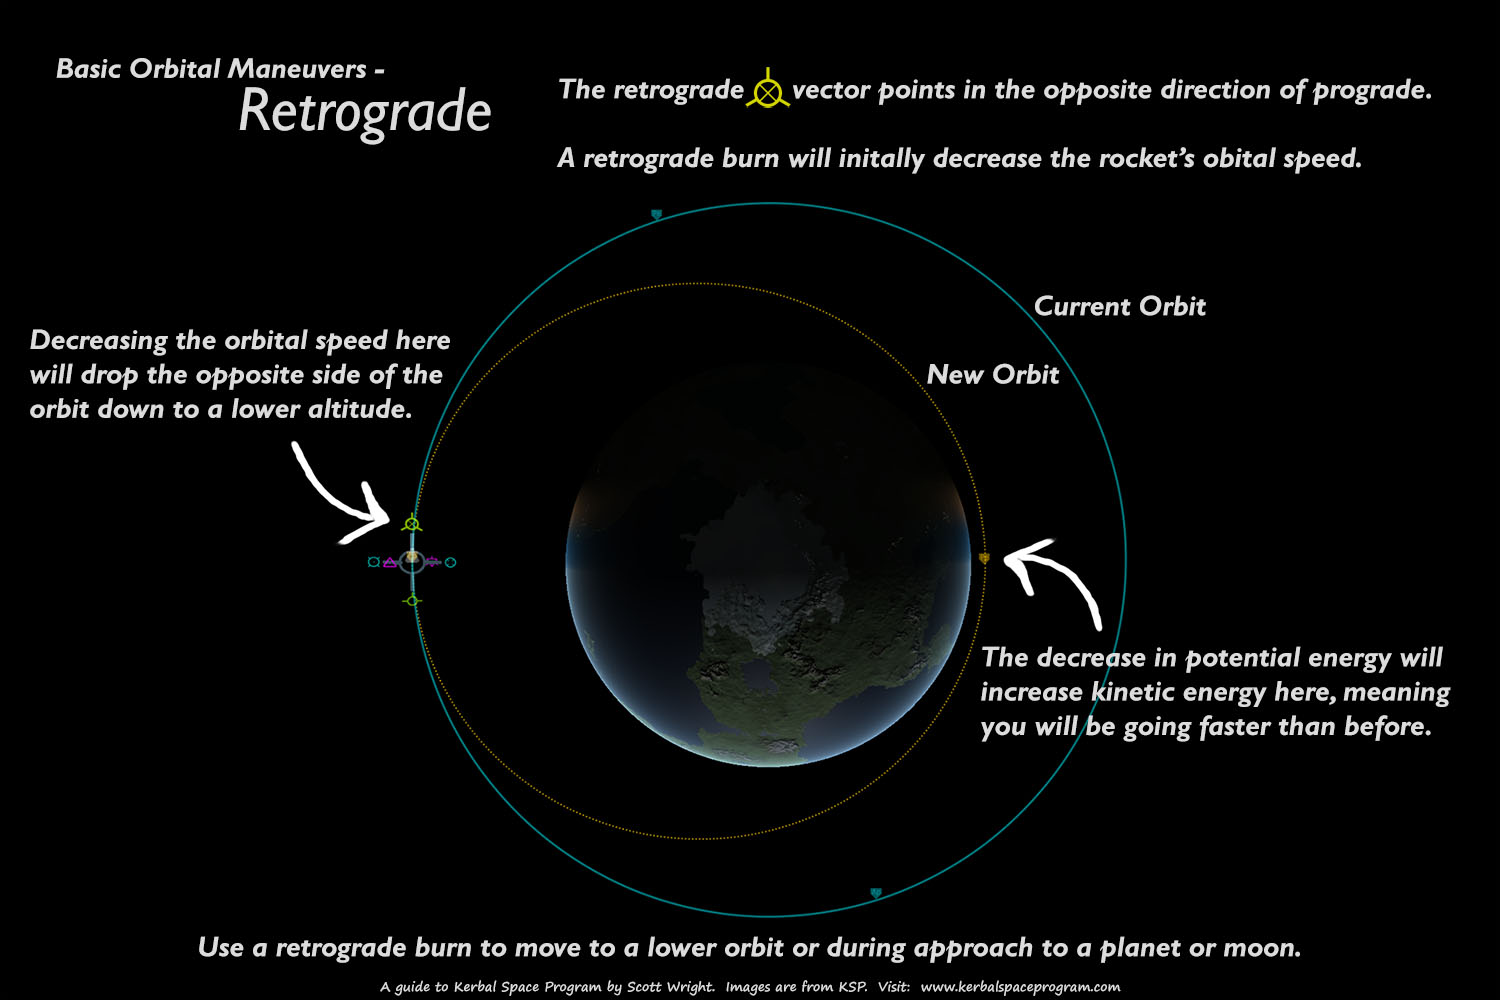 Basic Orbital Maneuvers -
Retrograde
The retrograde vector points in the opposite direction of prograde.
A retrograde burn will initally decrease the rocket's obital speed.
Current Orbit
New Orbit
Decreasing the orbital speed here
will drop the opposite side of the
orbit down to a lower altitude.
The decrease in potential energy will
increase kinetic energy here, meaning
you will be going faster than before.
Use a retrograde burn to move to a lower orbit or during approach to a planet or moon.
A guide to Kerbal Space Program by Scott Wright. Images are from KSP. Visit: www.kerbalspaceprogram.com